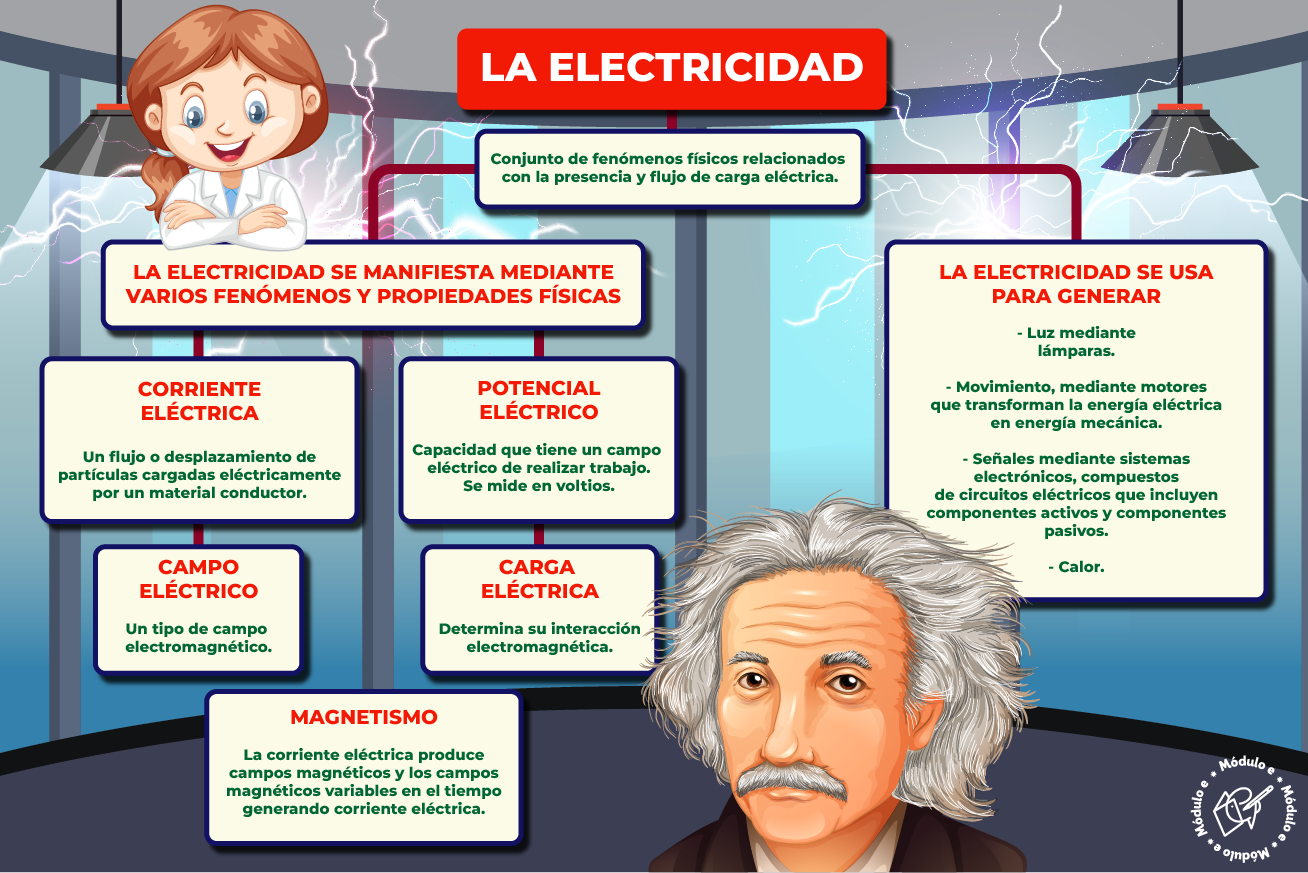 LA ELECTRICIDAD
Conjunto de fenómenos físicos relacionados
con la presencia y flujo de carga eléctrica.
LA ELECTRICIDAD SE MANIFIESTA MEDIANTE
VARIOS FENÓMENOS Y PROPIEDADES FÍSICAS
CORRIENTE
ELÉCTRICA
Un flujo o desplazamiento de
partículas cargadas eléctricamente
por un material conductor.
POTENCIAL
ELÉCTRICO
Capacidad que tiene un campo
eléctrico de realizar trabajo.
Se mide en voltios.
CAMPO
ELÉCTRICO
Un tipo de campo
electromagnético.
CARGA
ELÉCTRICA
Determina su interacción
electromagnética.
MAGNETISMO
La corriente eléctrica produce
campos magnéticos y los campos
magnéticos variables en el tiempo
generando corriente eléctrica.
LA ELECTRICIDAD SE USA
PARA GENERAR
- Luz mediante
lámparas.
- Movimiento, mediante motores
que transforman la energía eléctrica
en energía mecánica.
- Señales mediante sistemas
electrónicos, compuestos
de circuitos eléctricos que incluyen
componentes activos y componentes
pasivos.
- Calor.
* Módulo e * Módulo e * Módulo e * Módulo e